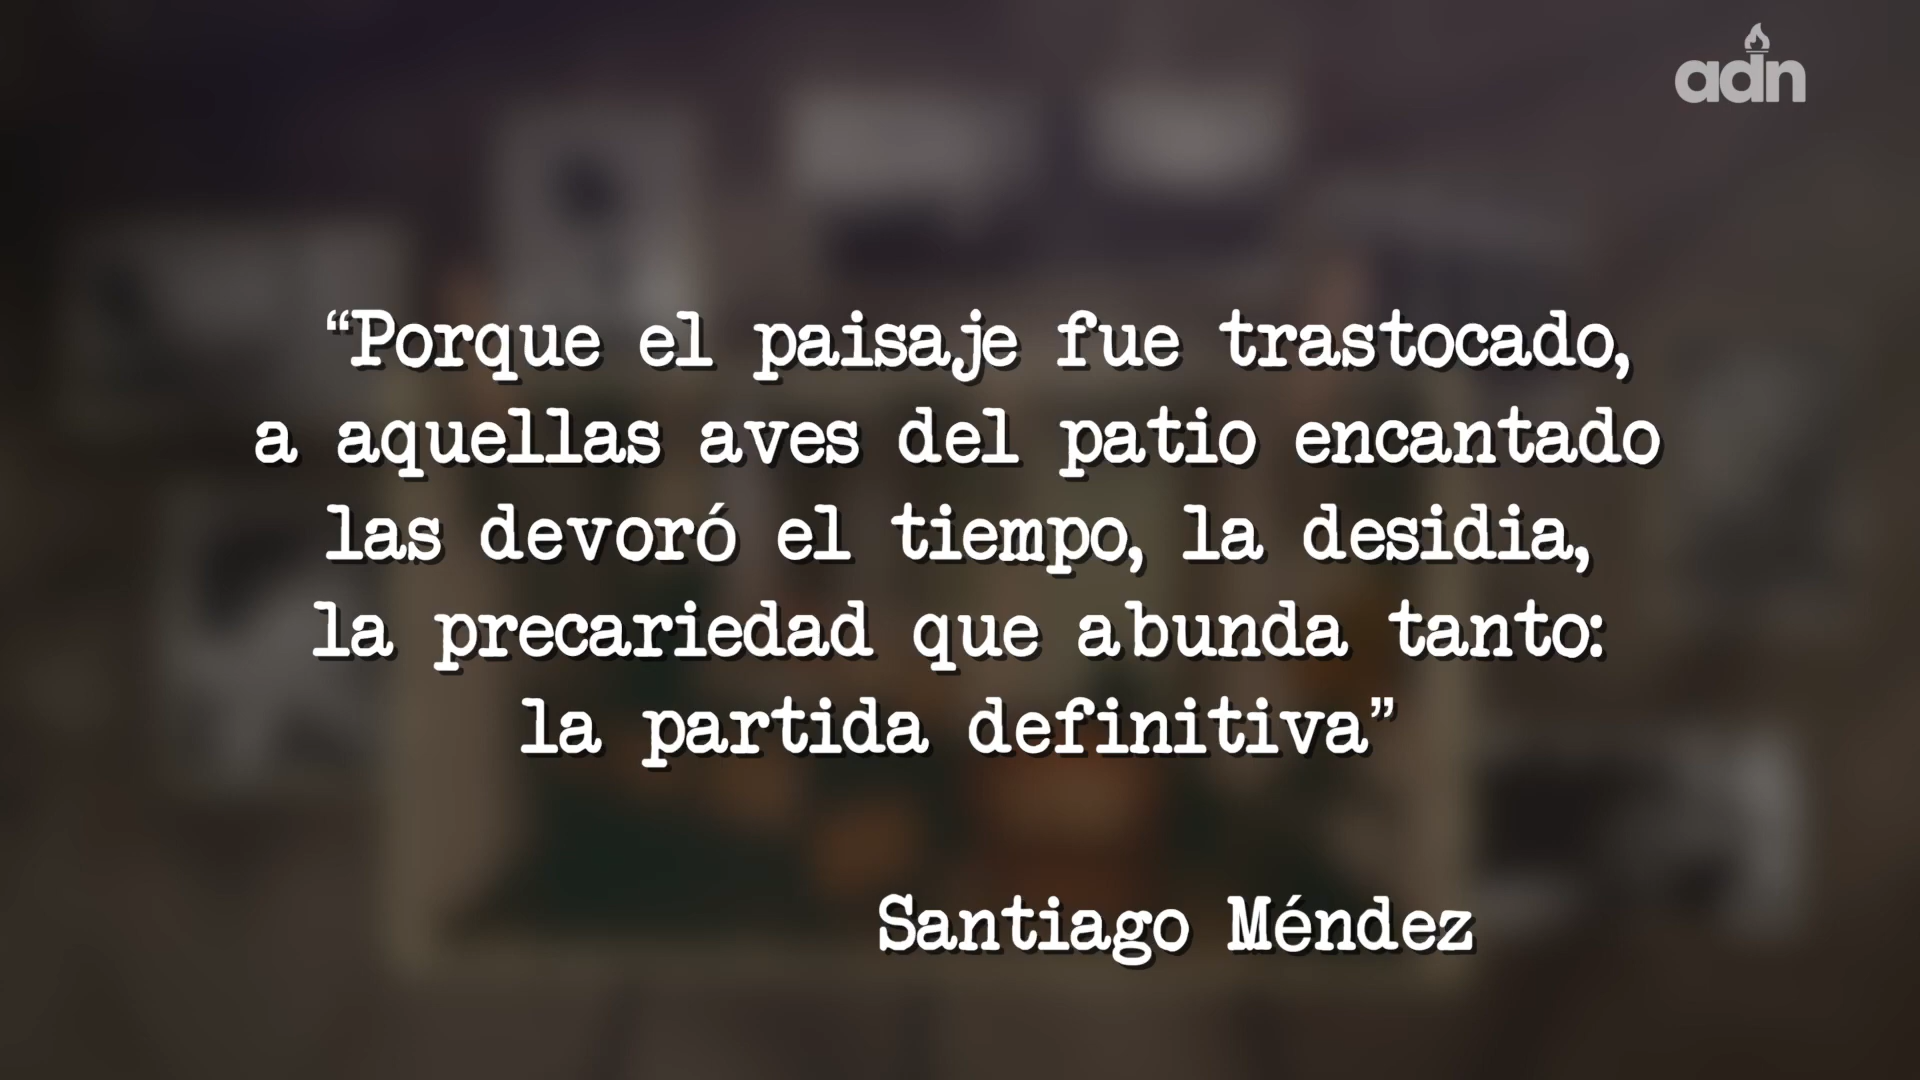 adn
“Porque el paisaje fue trastocado,
a aquellas aves del patio encantado
las devoró el tiempo, la desidia,
la precariedad que abunda tanto:
la partida definitiva”
Santiago Méndez